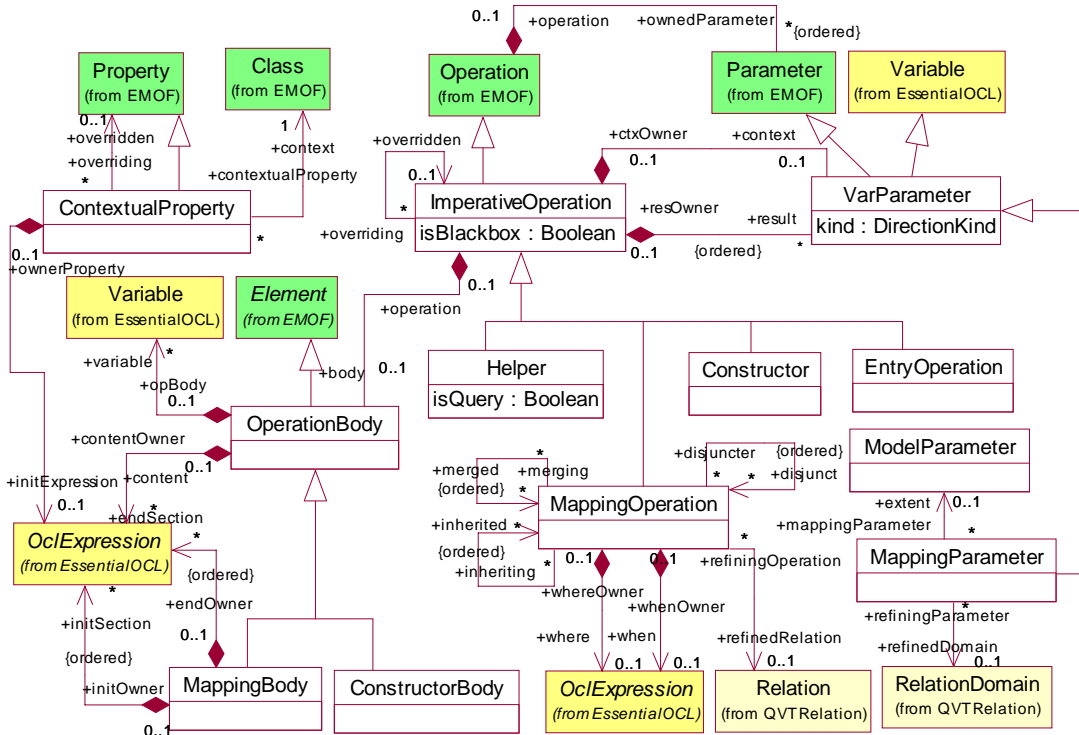 0..1
+operation
+ownedParameter
*
{ordered}
Property
(from EMOF)
Class
(from EMOF)
Operation
(from EMOF)
Parameter
(from EMOF)
Variable
(from EssentialOCL)
0..1
+overridden
+overriding
*
1
+context
+contextualProperty
+overridden
0..1
*
+overriding
+ctxOwner
0..1
+context
0..1
ContextualProperty
0..1
*
+ownerProperty
ImperativeOperation
isBlackbox : Boolean
+resOwner
0..1
{ordered}
+result
*
VarParameter
kind : DirectionKind
0..1
+operation
Variable
(from EssentialOCL)
Element
(from EMOF)
+variable
*
+opBody
0..1
+body
0..1
Helper
isQuery : Boolean
Constructor
EntryOperation
OperationBody
+contentOwner
0..1
+content
+initExpression
0..1
*
+endSection
*
+merged
{ordered}
*
+merging
*
+disjuncter
*
{ordered}
+disjunct
*
ModelParameter
+extent
0..1
+mappingParameter
*
MappingOperation
+inherited
*
{ordered}
+inheriting
*
0..1
+whereOwner
0..1
+whenOwner
*
+refiningOperation
MappingParameter
+refiningParameter
*
OclExpression
(from EssentialOCL)
*
+initSection
{ordered}
{ordered}
+endOwner
0..1
+where
0..1
+when
0..1
+refinedRelation
0..1
+refinedDomain
0..1
+initOwner
0..1
MappingBody
ConstructorBody
OclExpression
(from EssentialOCL)
Relation
(from QVTRelation)
RelationDomain
(from QVTRelation)